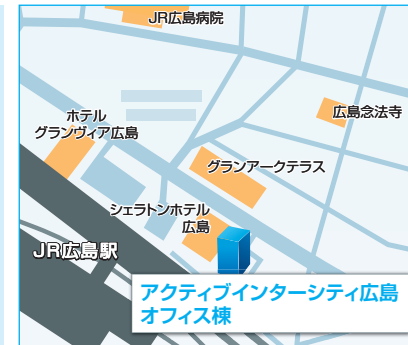 JR広島病院
広島念法寺
ホテル
グランヴィア広島
グランアークテラス
シェラトンホテル
広島
JR広島駅
アクティブインターシティ広島
オフィス棟